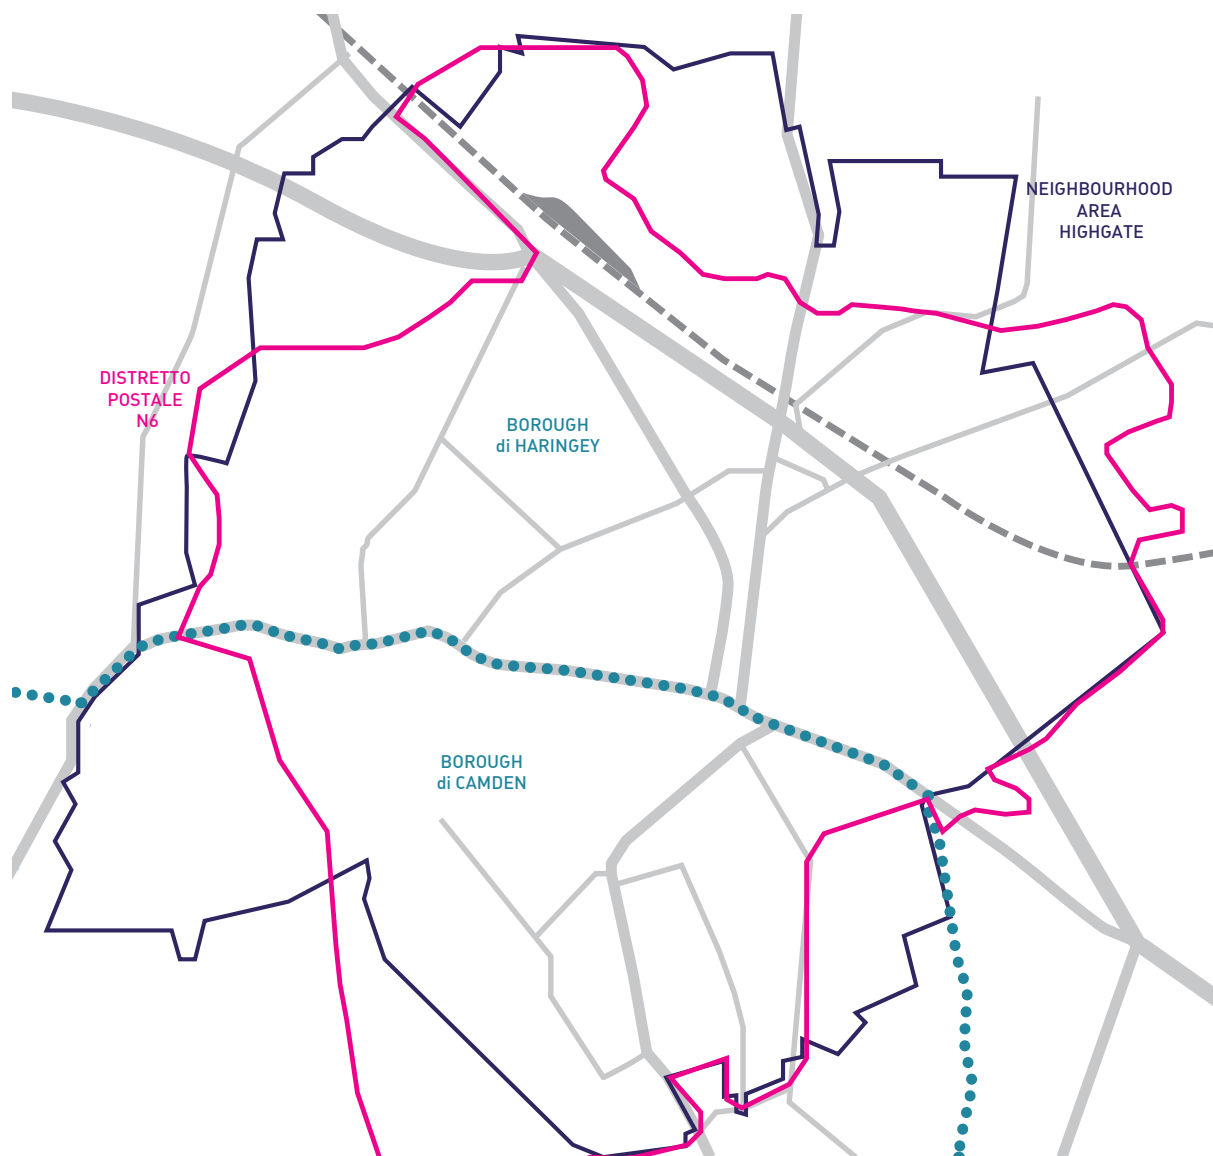 NEIGHBOURHOOD
AREA
HIGHGATE
DISTRETTO
POSTALE
N6
BOROUGH
di HARINGEY
BOROUGH
di CAMDEN